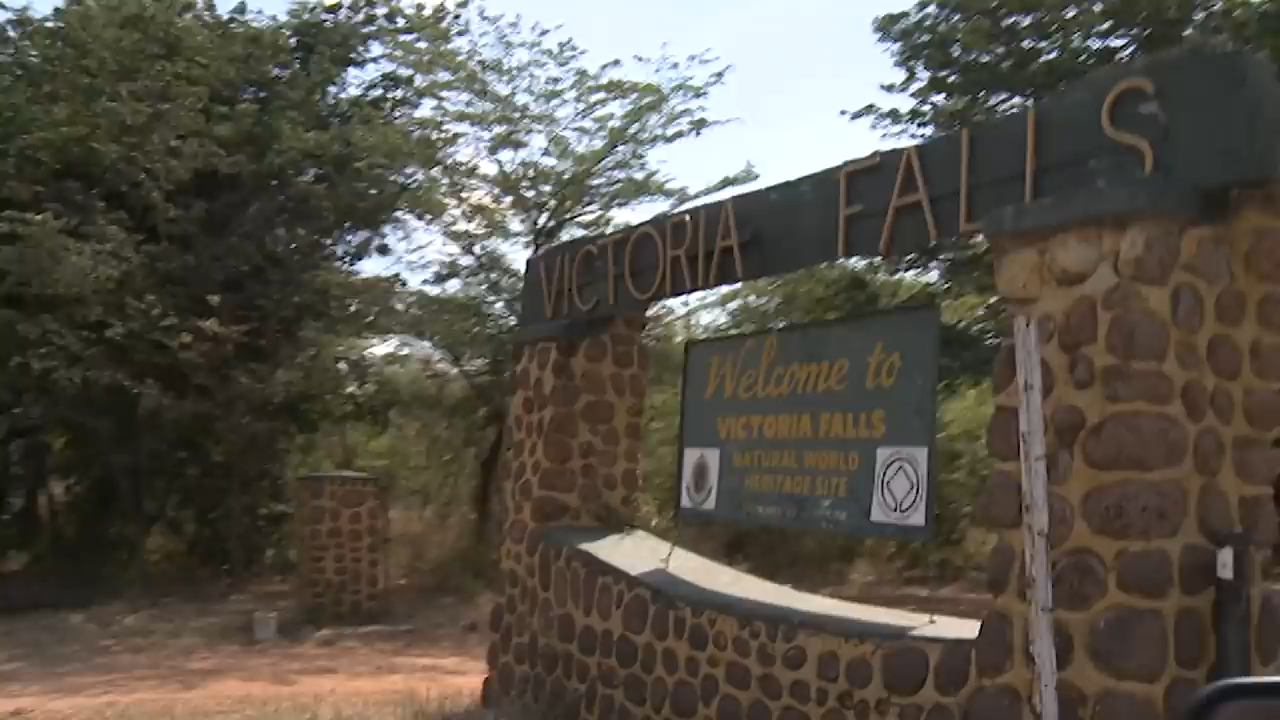 VICTORIA FALLS
Welcome to
VICTORIA FALLS
NATURAL WORLD
HERITAGE SITE